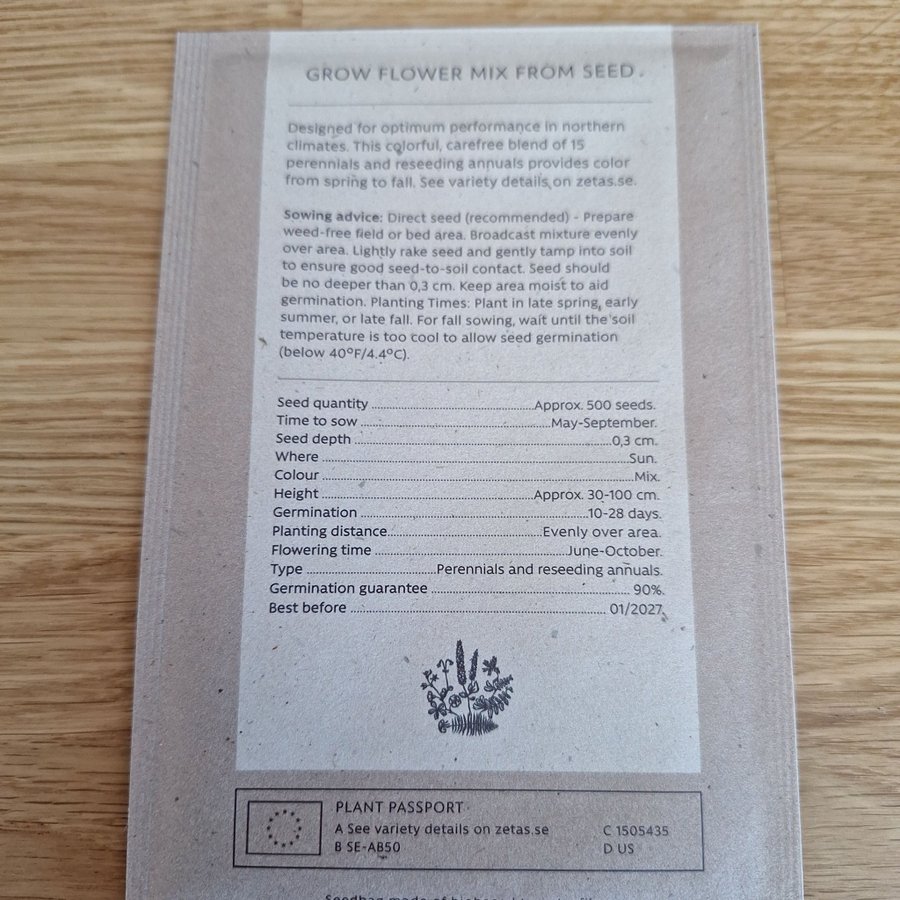 GROW FLOWER MIX FROM SEED
Designed for optimum performance in northern
climates. This colorful, carefree blend of 15
perennials and reseeding annuals provides color
from spring to fall. See variety details on zetas.se.
Sowing advice: Direct seed (recommended) - Prepare
weed-free field or bed area. Broadcast mixture evenly
over area. Lightly rake seed and gently tamp into soil
to ensure good seed-to-soil contact. Seed should
be no deeper than 0,3 cm. Keep area moist to aid
germination. Planting Times: Plant in late spring, early
summer, or late fall. For fall sowing, wait until the soil
temperature is too cool to allow seed germination
(below 40°F/4.4°C).
Seed quantity Approx. 500 seeds.
Time to sow May-September.
Seed depth 0,3 cm.
Where Sun.
Colour Mix.
Height Approx. 30-100 cm.
Germination 10-28 days.
Planting distance Evenly over area.
Flowering time June-October.
Type Perennials and reseeding annuals.
Germination guarantee 90%.
Best before 01/2027.
PLANT PASSPORT
A See variety details on zetas.se C 1505435
B SE-AB50 D US